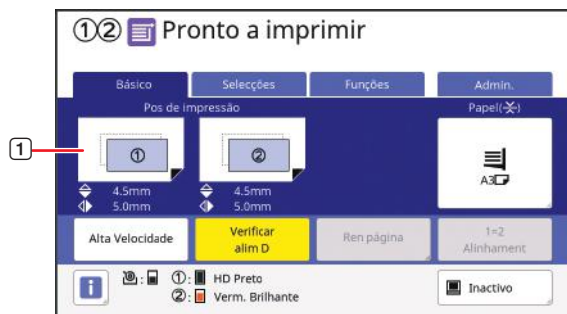 ①② Pronto a imprimir
Básico Selecções Funções Admin.
Pos de impressão Papel()
1 ① ②
A3
4.5mm 4.5mm
5.0mm 5.0mm
Alta Velocidade Verificar alim D Ren página 1=2 Alinhament
i : ①: HD Preto Inactivo
②: Verm. Brilhante